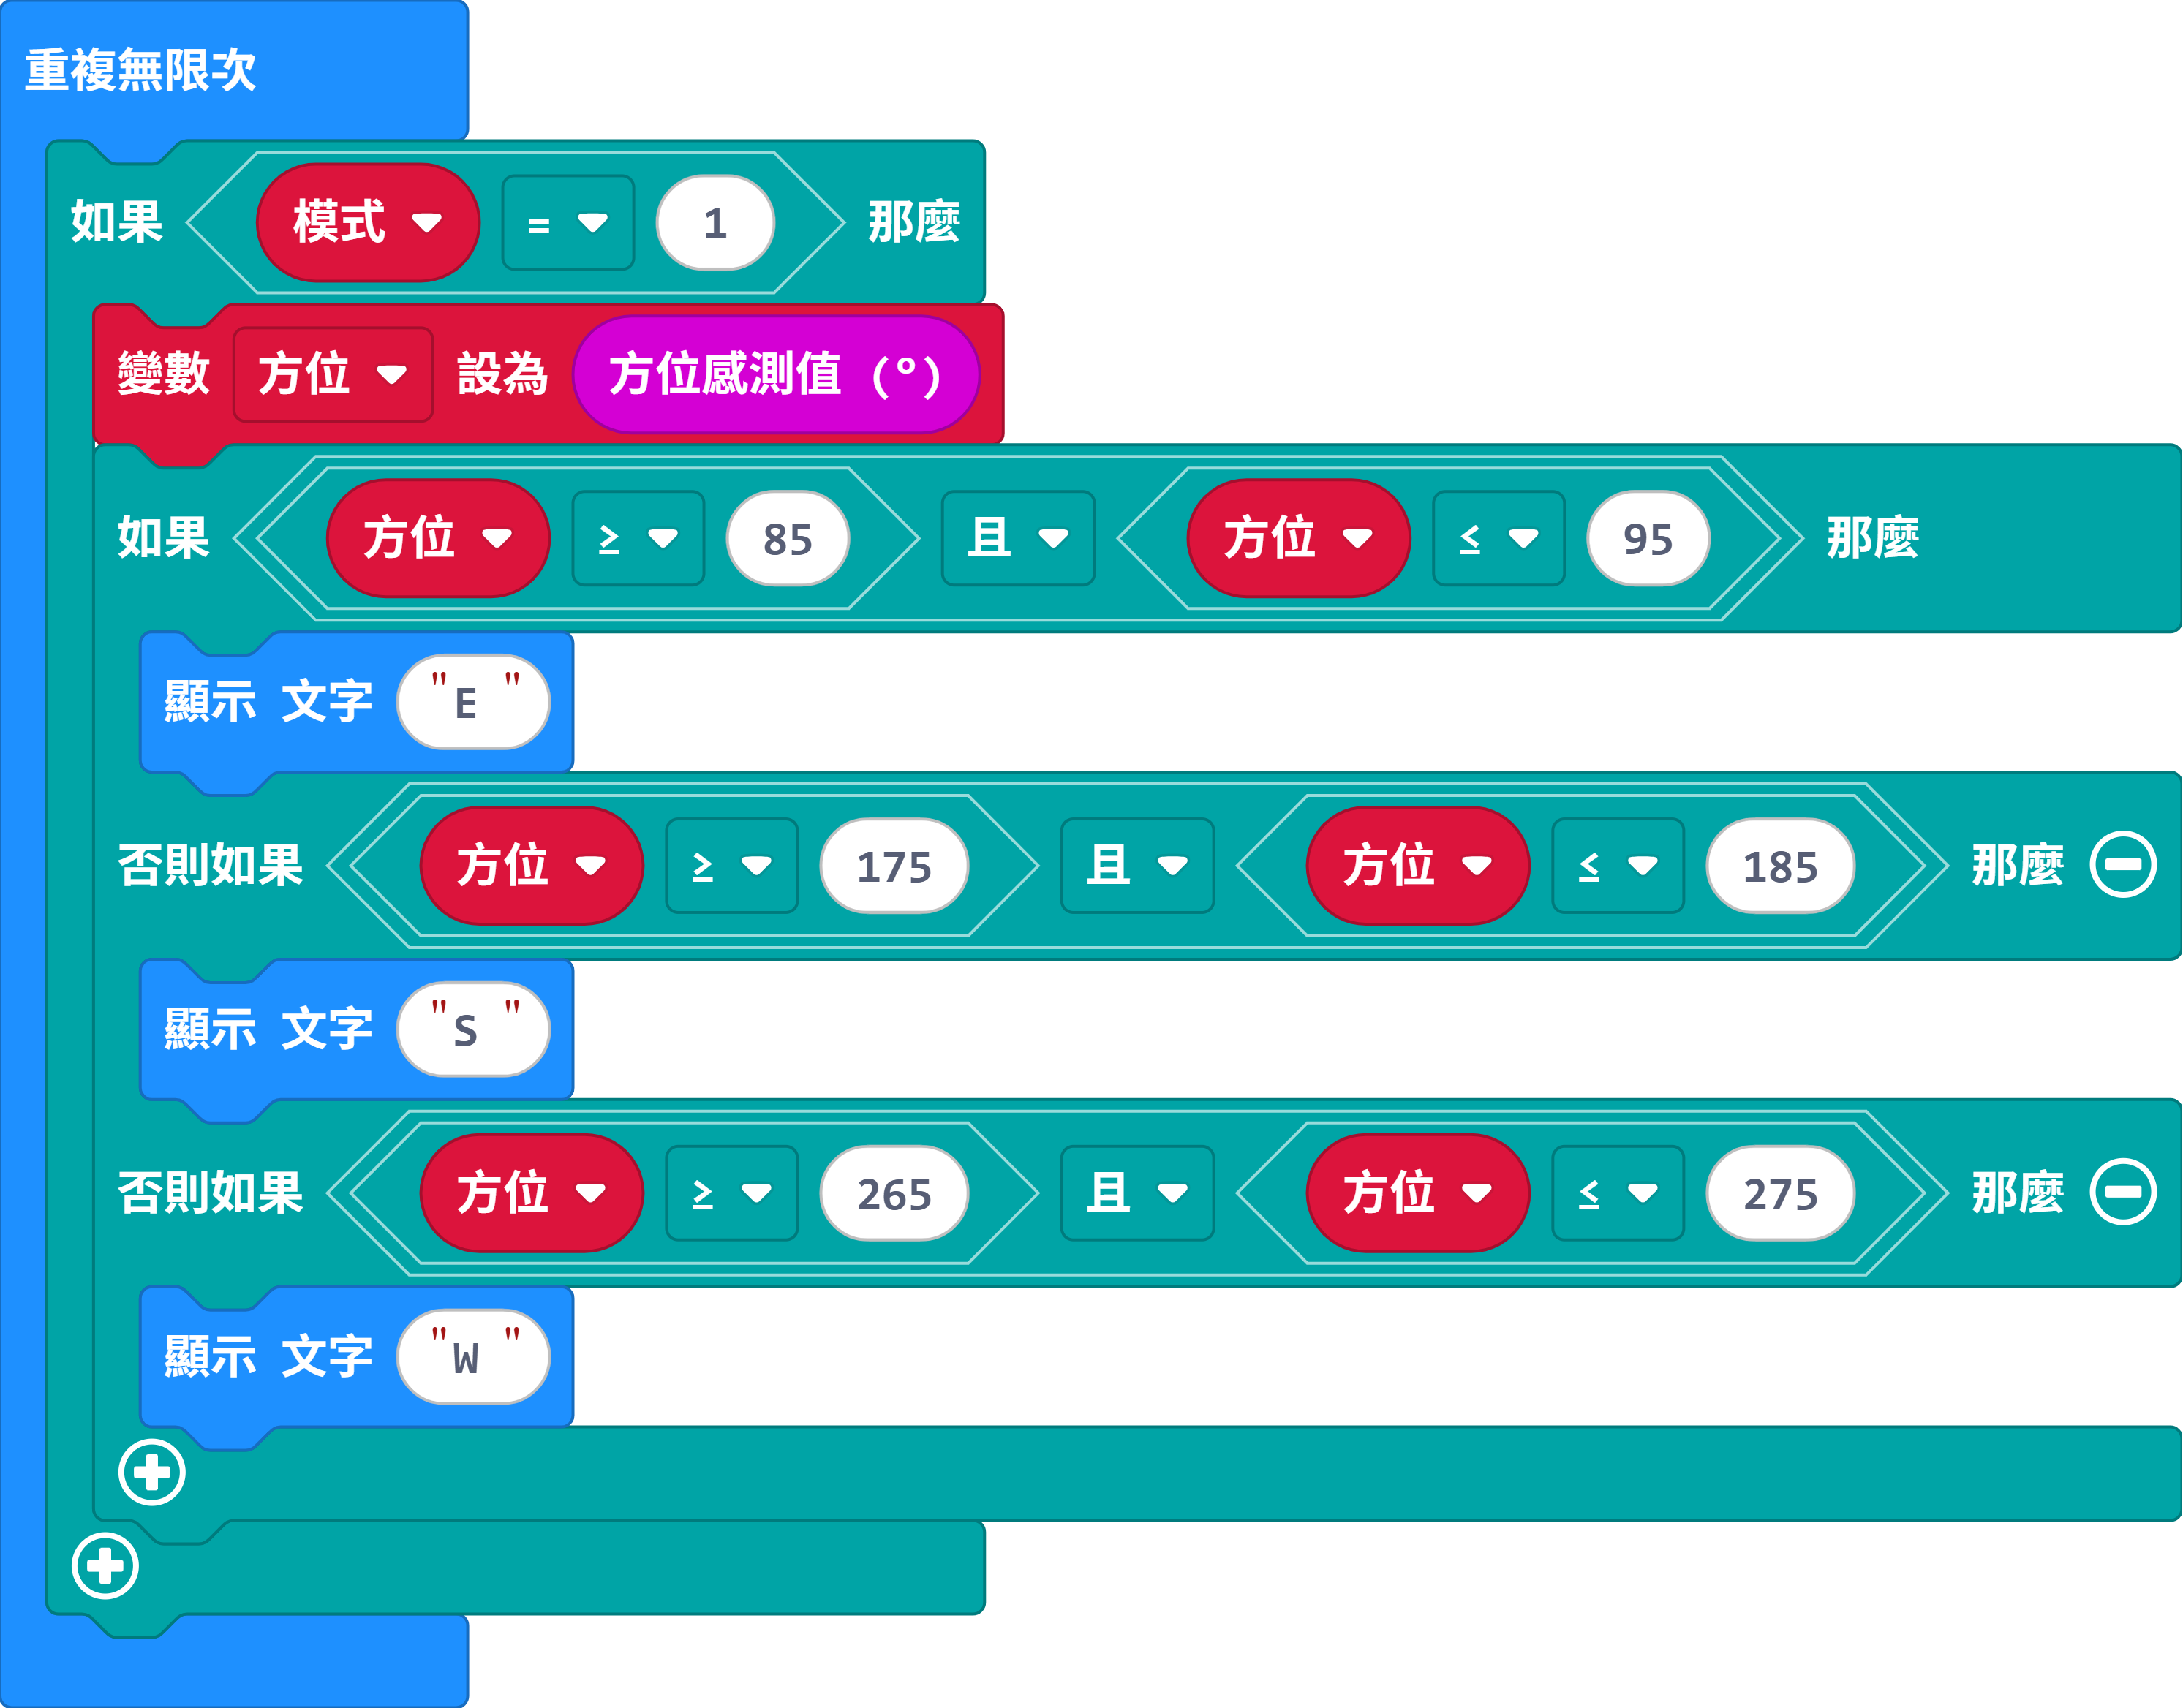 重複無限次
如果 模式 = 1 那麼
變數 方位 設為 方位感測值 (°)
如果 方位 ≥ 85 且 方位 ≤ 95 那麼
顯示 文字 "E"
否則如果 方位 ≥ 175 且 方位 ≤ 185 那麼
顯示 文字 "S"
否則如果 方位 ≥ 265 且 方位 ≤ 275 那麼
顯示 文字 "W"